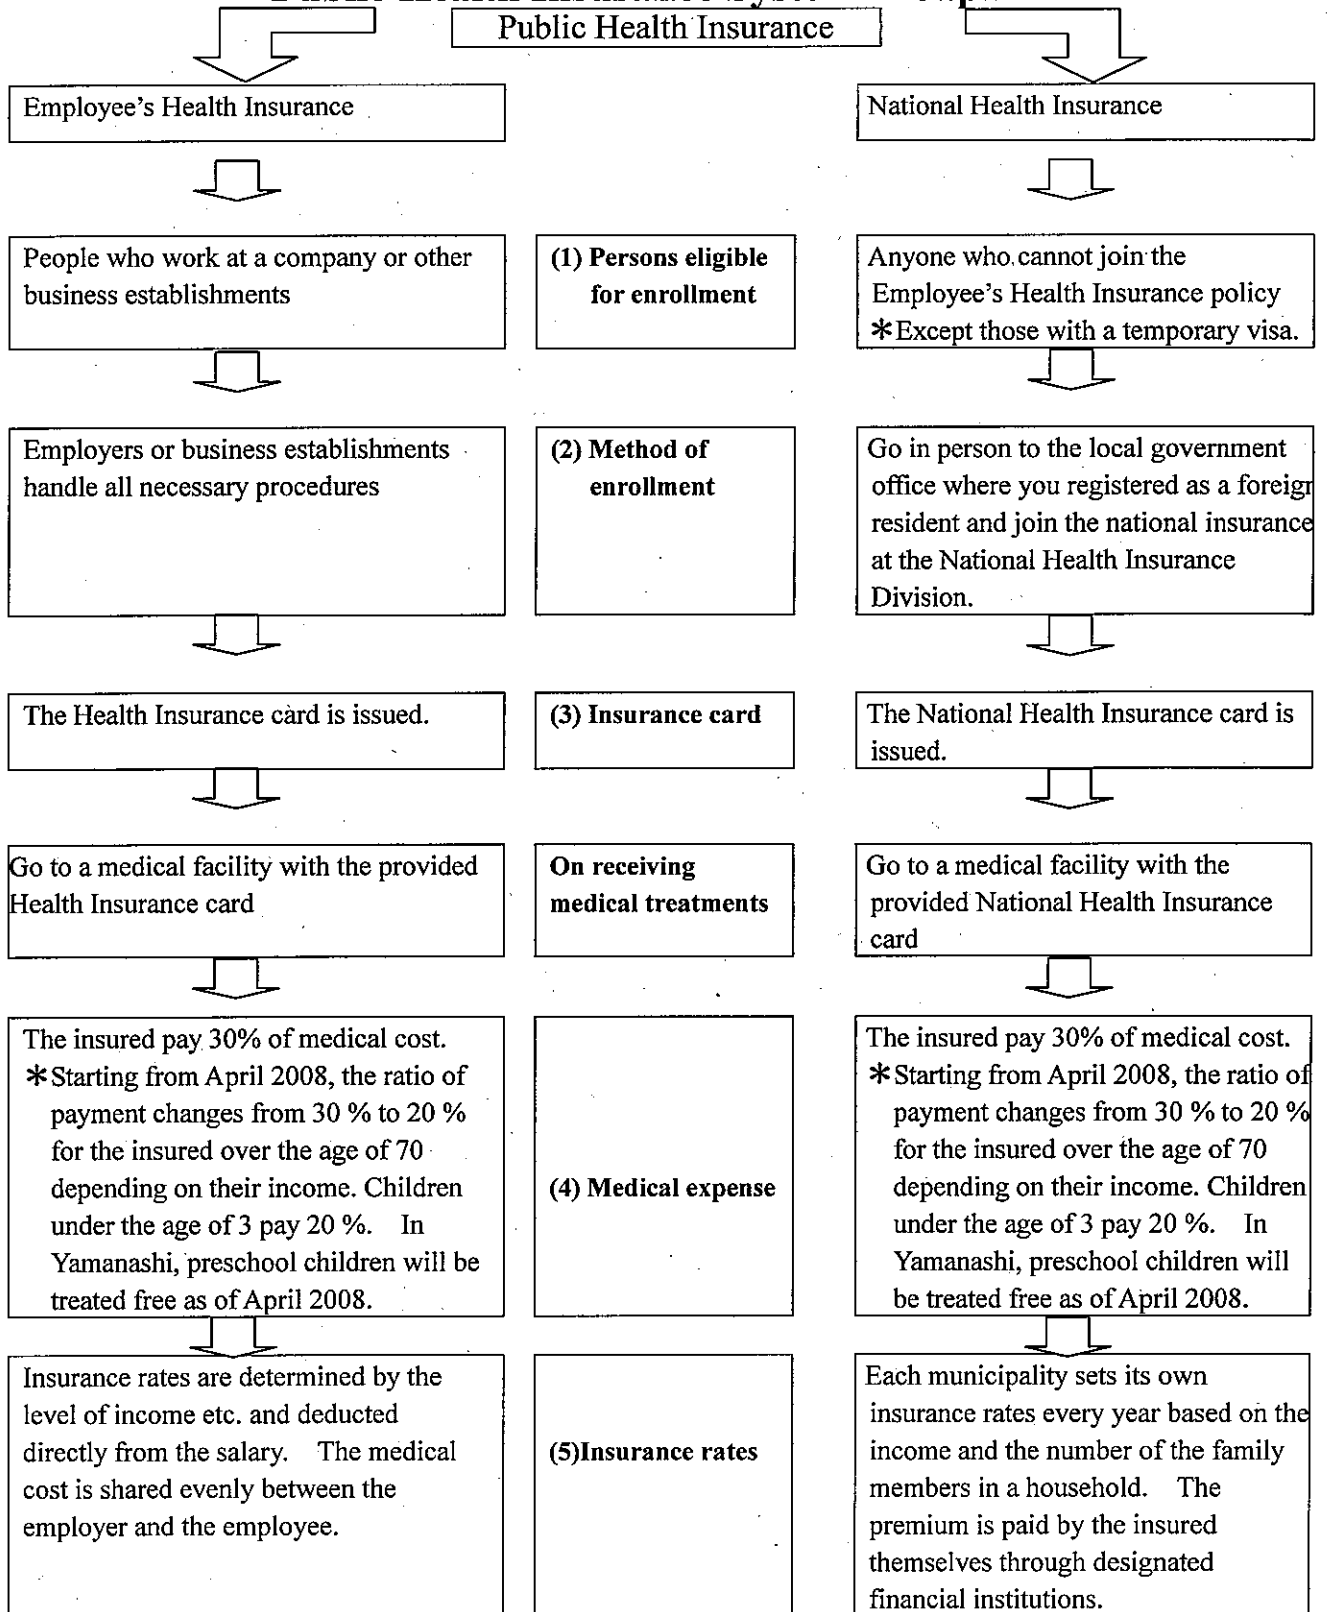 Public Health Insurance
Employee's Health Insurance
National Health Insurance
People who work at a company or other
business establishments
(1) Persons eligible
for enrollment
Anyone who cannot join the
Employee's Health Insurance policy
*Except those with a temporary visa.
Employers or business establishments
handle all necessary procedures
(2) Method of
enrollment
Go in person to the local government
office where you registered as a foreign
resident and join the national insurance
at the National Health Insurance
Division.
The Health Insurance card is issued.
(3) Insurance card
The National Health Insurance card is
issued.
Go to a medical facility with the provided
Health Insurance card
On receiving
medical treatments
Go to a medical facility with the
provided National Health Insurance
card
The insured pay 30% of medical cost.
*Starting from April 2008, the ratio of
payment changes from 30 % to 20 %
for the insured over the age of 70
depending on their income. Children
under the age of 3 pay 20 %. In
Yamanashi, preschool children will be
treated free as of April 2008.
(4) Medical expense
The insured pay 30% of medical cost.
*Starting from April 2008, the ratio of
payment changes from 30 % to 20 %
for the insured over the age of 70
depending on their income. Children
under the age of 3 pay 20 %. In
Yamanashi, preschool children will
be treated free as of April 2008.
Insurance rates are determined by the
level of income etc. and deducted
directly from the salary. The medical
cost is shared evenly between the
employer and the employee.
(5)Insurance rates
Each municipality sets its own
insurance rates every year based on the
income and the number of the family
members in a household. The
premium is paid by the insured
themselves through designated
financial institutions.